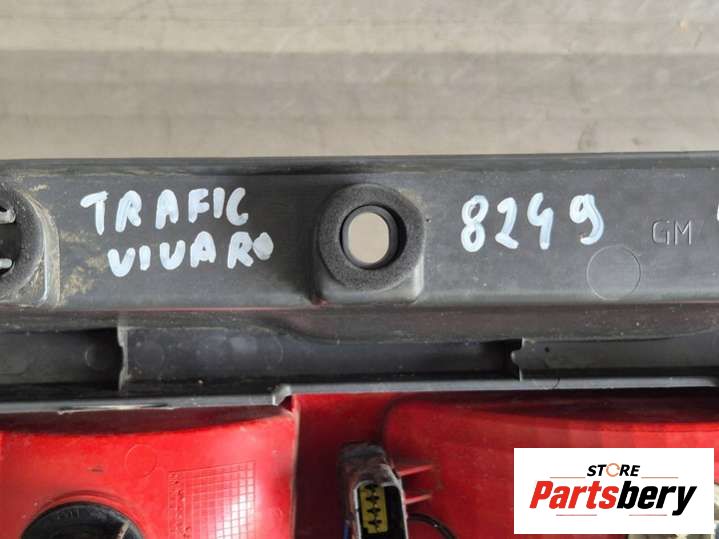 TRAFIC
VIVARO
8249
GM
STORE
Partsbery